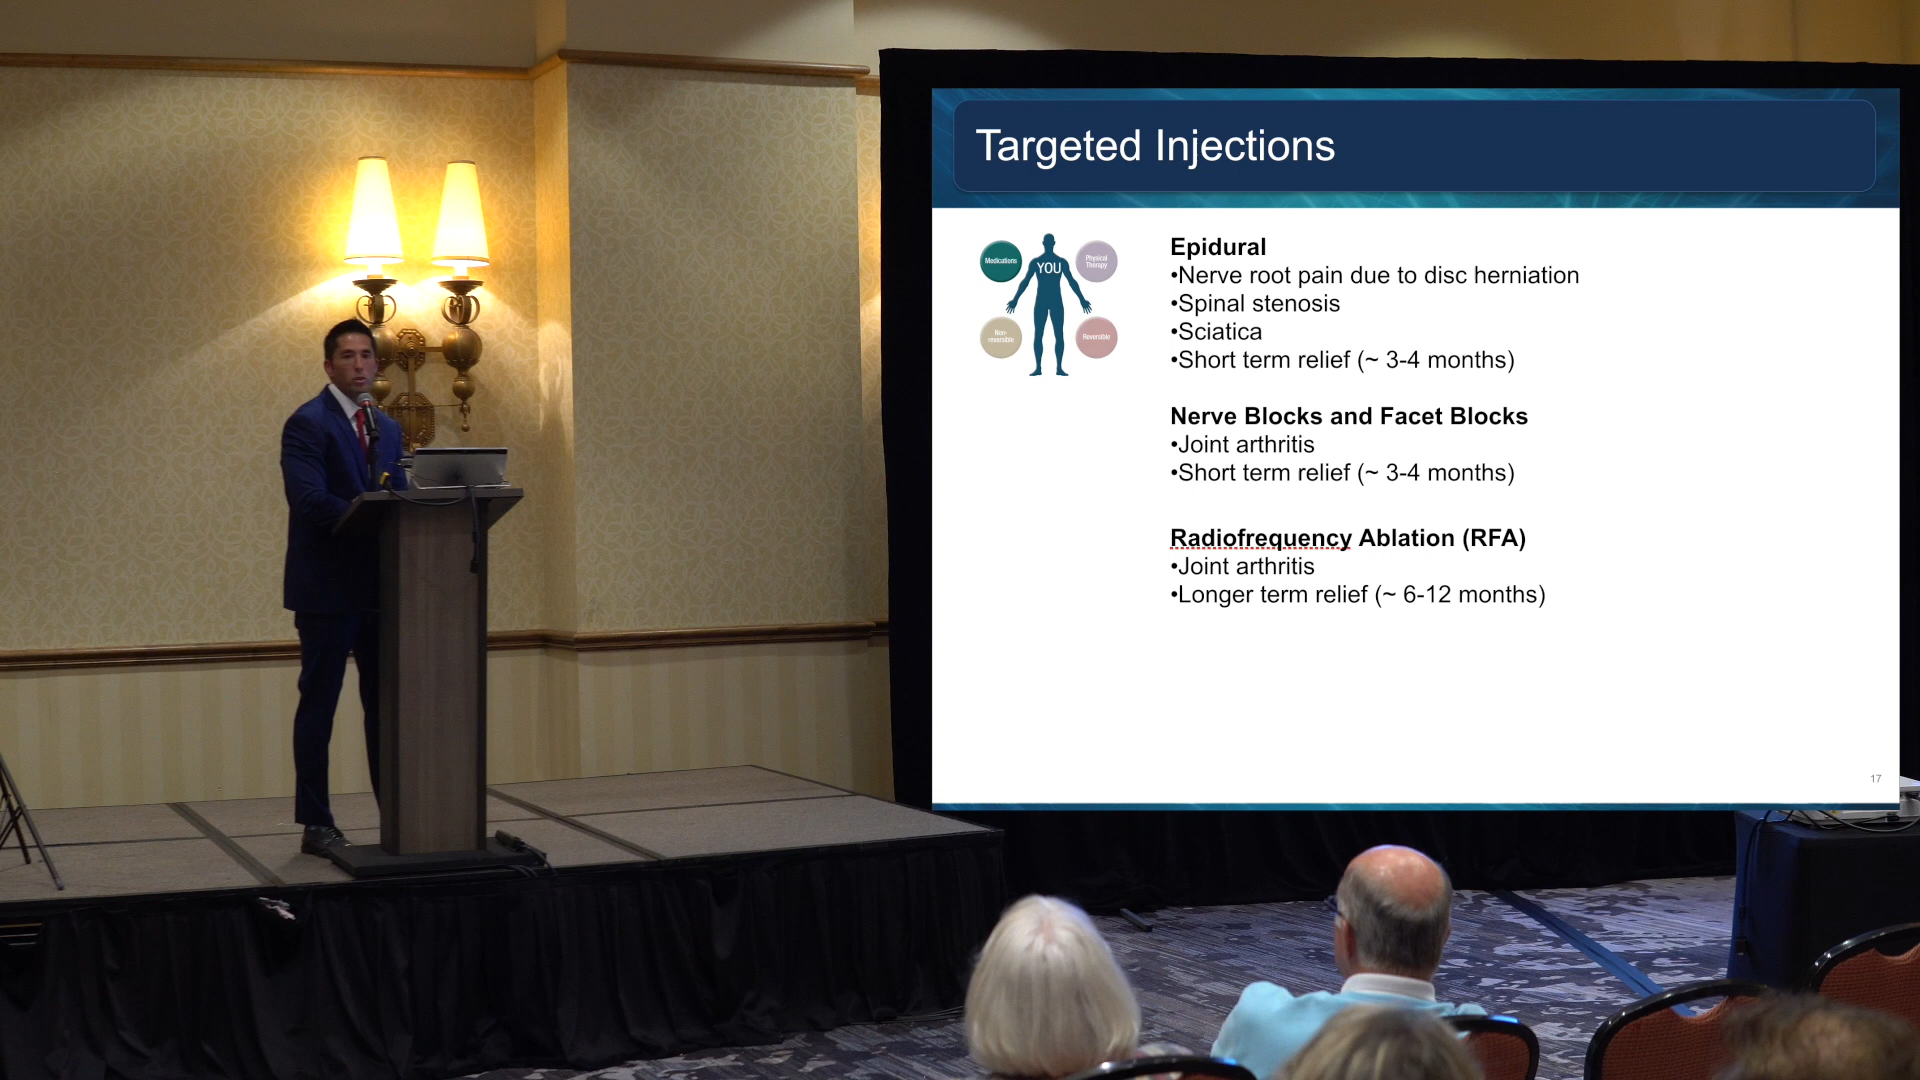 Targeted Injections
Medications
YOU
Physical
Therapy
Non-
reversible
Reversible
Epidural
•Nerve root pain due to disc herniation
•Spinal stenosis
•Sciatica
•Short term relief (~ 3-4 months)
Nerve Blocks and Facet Blocks
•Joint arthritis
•Short term relief (~ 3-4 months)
Radiofrequency Ablation (RFA)
•Joint arthritis
•Longer term relief (~ 6-12 months)
17